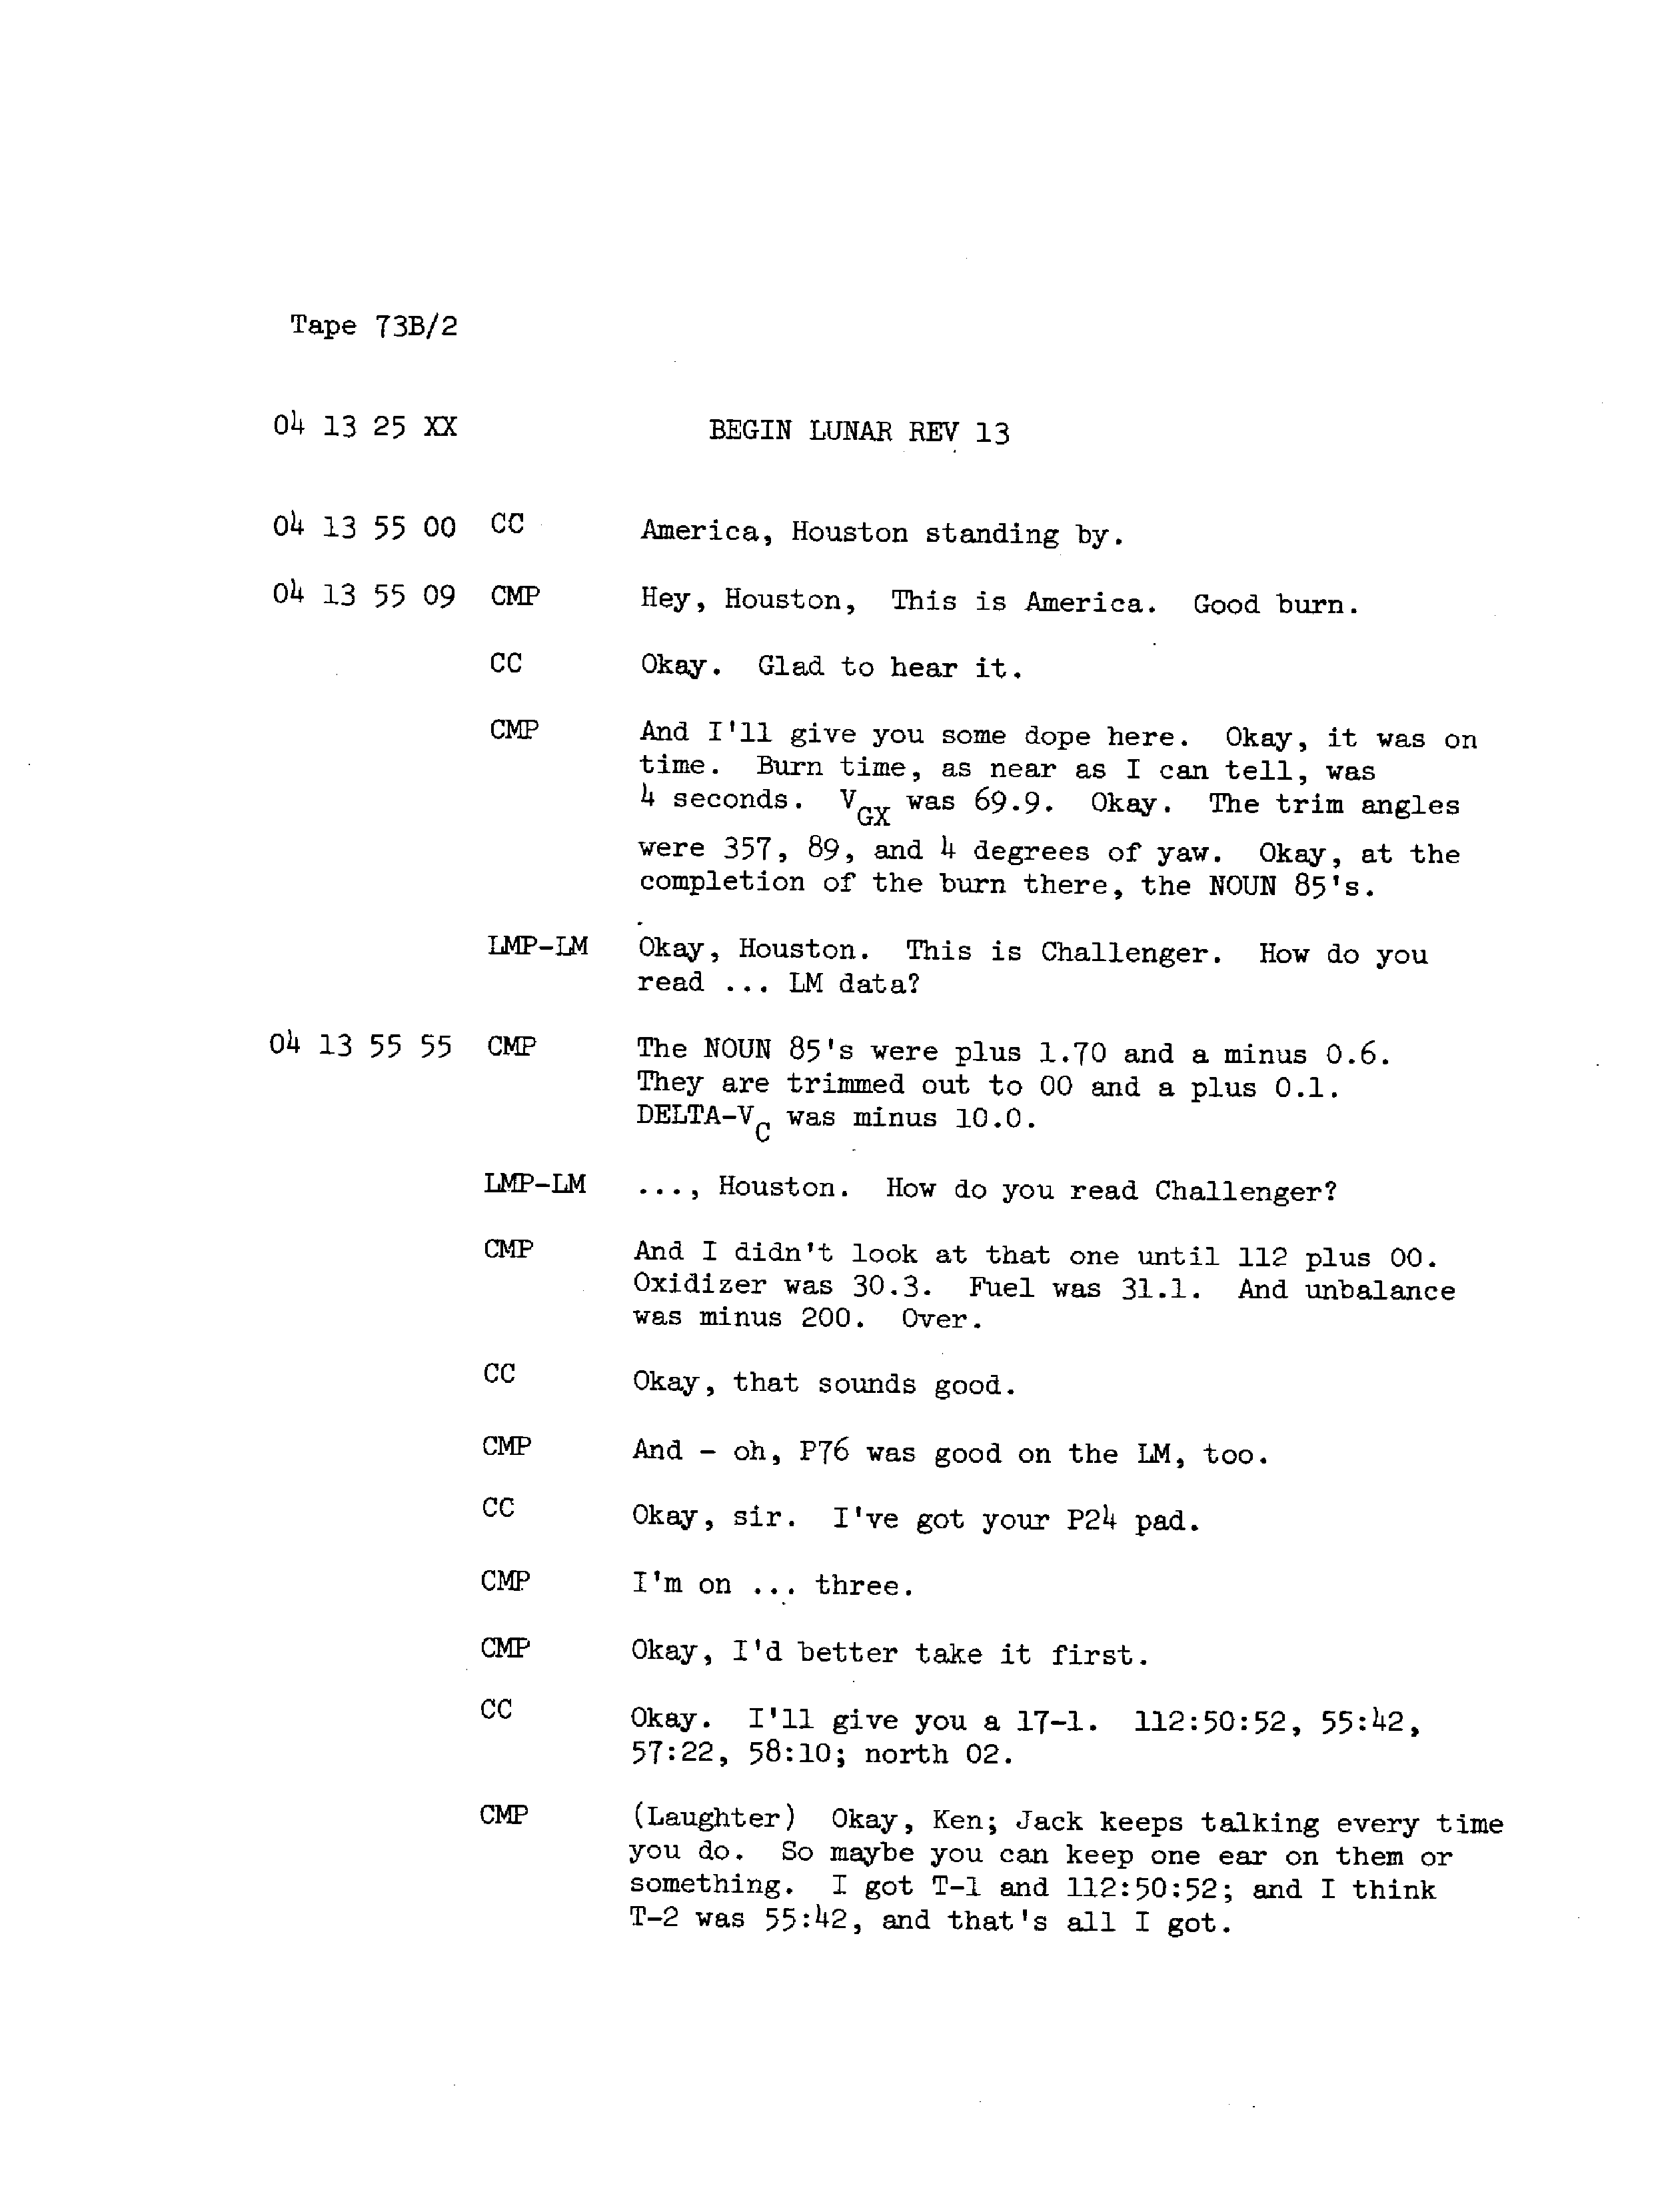 Tape 73B/2
04 13 25 XX BEGIN LUNAR REV 13
04 13 55 00 CC America, Houston standing by.
04 13 55 09 CMP Hey, Houston, This is America. Good burn.
CC Okay. Glad to hear it.
CMP And I'll give you some dope here. Okay, it was on
time. Burn time, as near as I can tell, was
4 seconds. VGX was 69.9. Okay. The trim angles
were 357, 89, and 4 degrees of yaw. Okay, at the
completion of the burn there, the NOUN 85's.
LMP-LM Okay, Houston. This is Challenger. How do you
read ... LM data?
04 13 55 55 CMP The NOUN 85's were plus 1.70 and a minus 0.6.
They are trimmed out to 00 and a plus 0.1.
DELTA-VC was minus 10.0.
LMP-LM ..., Houston. How do you read Challenger?
CMP And I didn't look at that one until 112 plus 00.
Oxidizer was 30.3. Fuel was 31.1. And unbalance
was minus 200. Over.
CC Okay, that sounds good.
CMP And - oh, P76 was good on the LM, too.
CC Okay, sir. I've got your P24 pad.
CMP I'm on ... three.
CMP Okay, I'd better take it first.
CC Okay. I'll give you a 17-1. 112:50:52, 55:42,
57:22, 58:10; north 02.
CMP (Laughter) Okay, Ken; Jack keeps talking every time
you do. So maybe you can keep one ear on them or
something. I got T-1 and 112:50:52; and I think
T-2 was 55:42, and that's all I got.